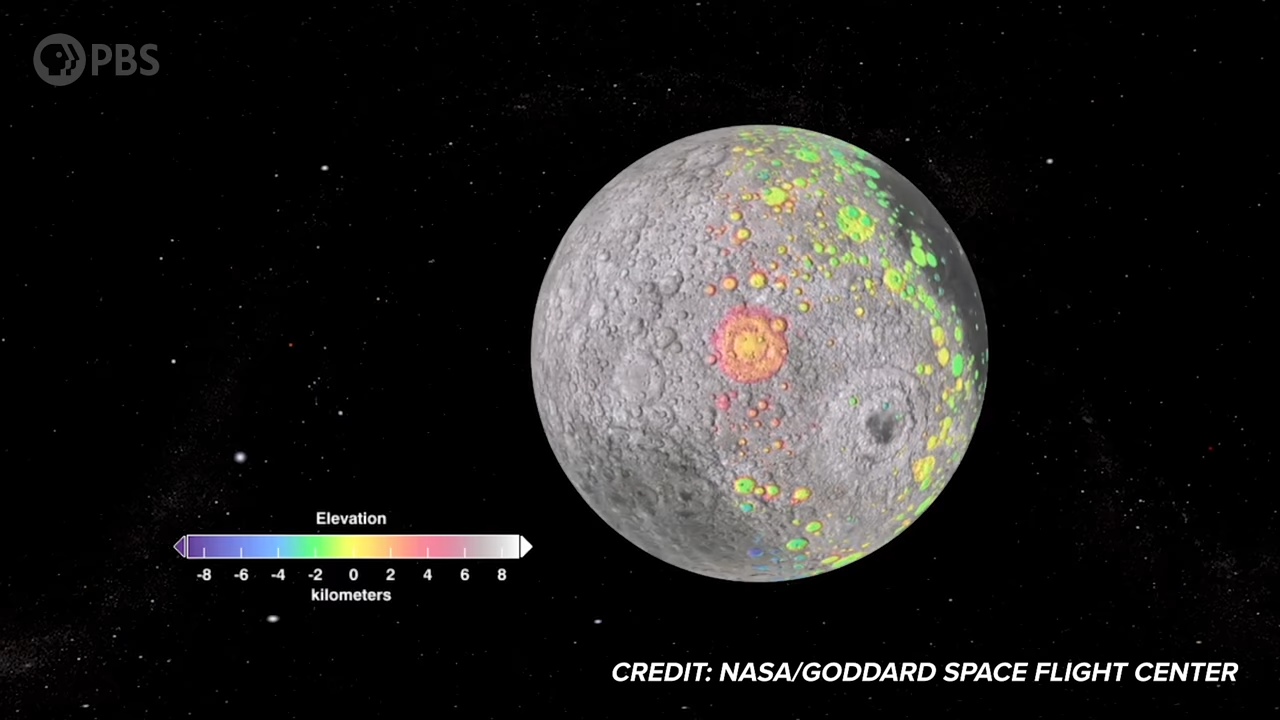 PBS
Elevation
-8 -6 -4 -2 0 2 4 6 8
kilometers
CREDIT: NASA/GODDARD SPACE FLIGHT CENTER